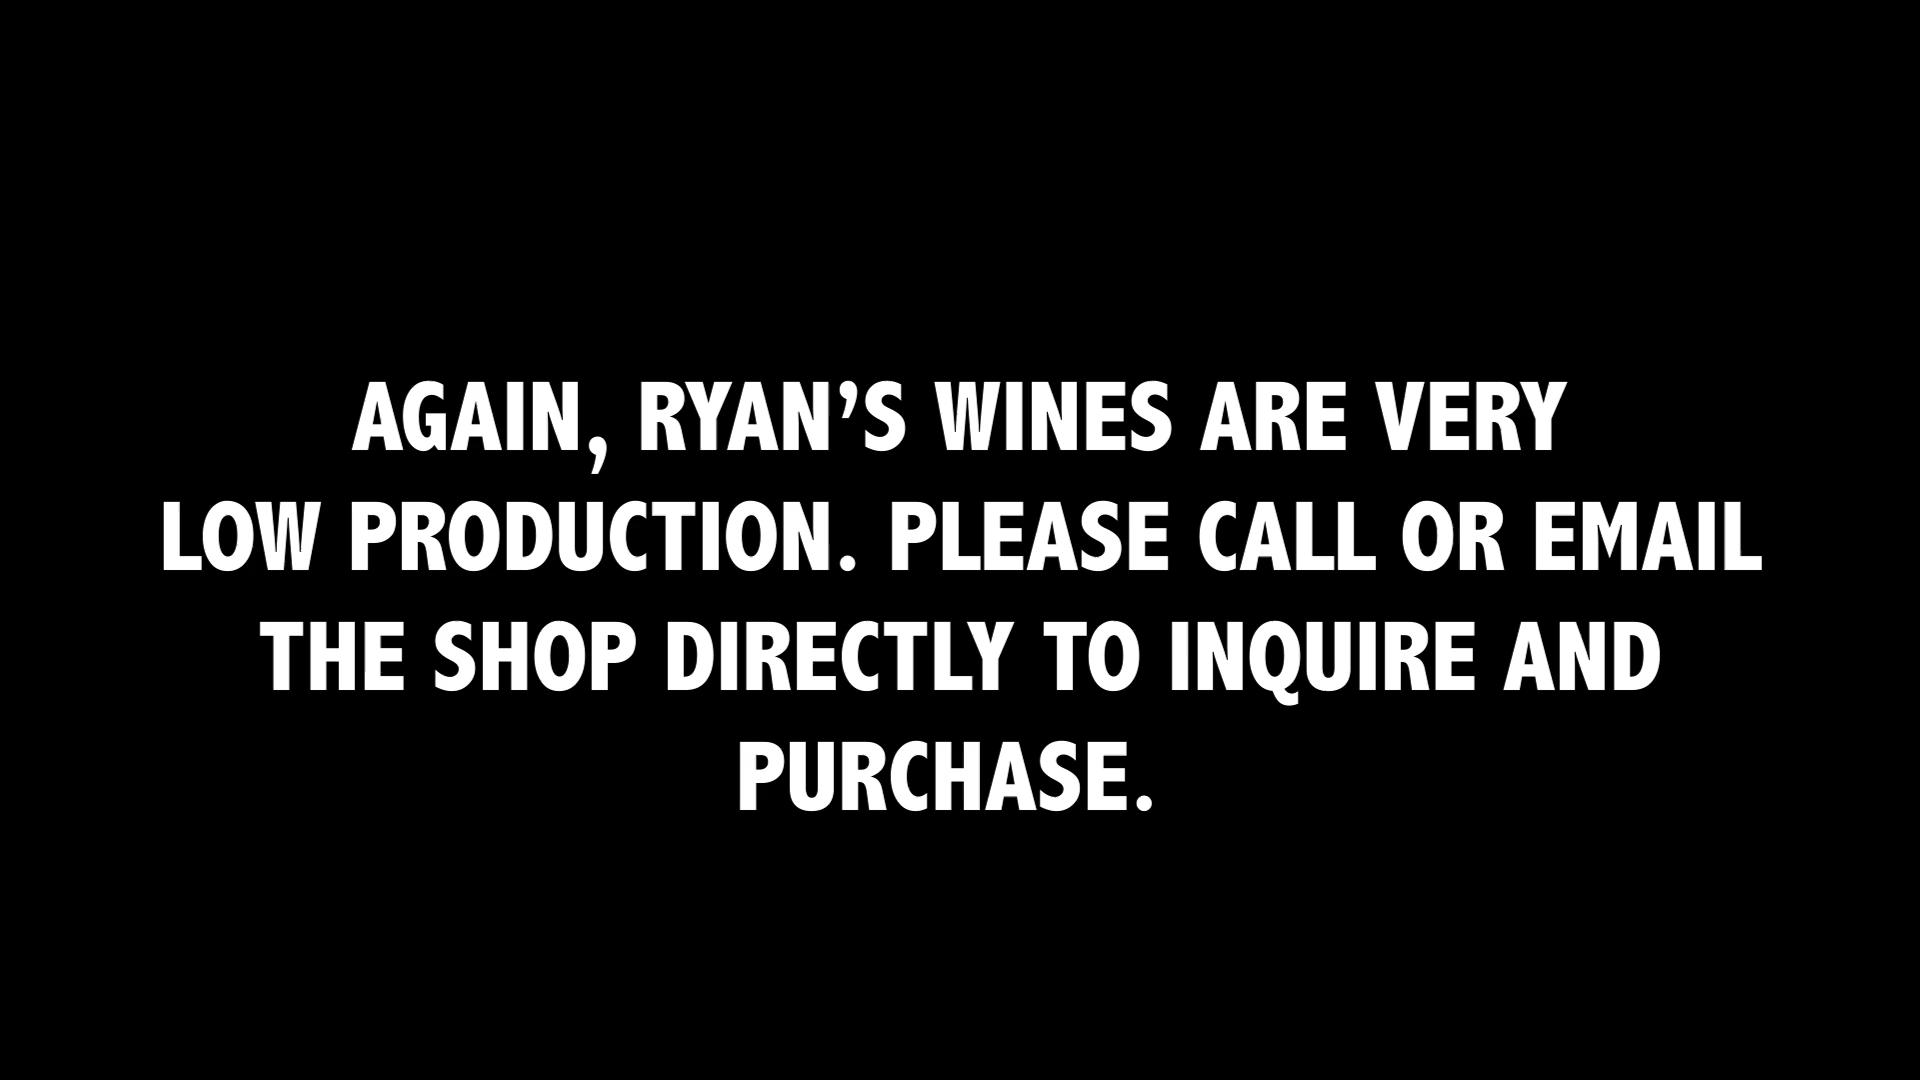 AGAIN, RYAN’S WINES ARE VERY
LOW PRODUCTION. PLEASE CALL OR EMAIL
THE SHOP DIRECTLY TO INQUIRE AND
PURCHASE.